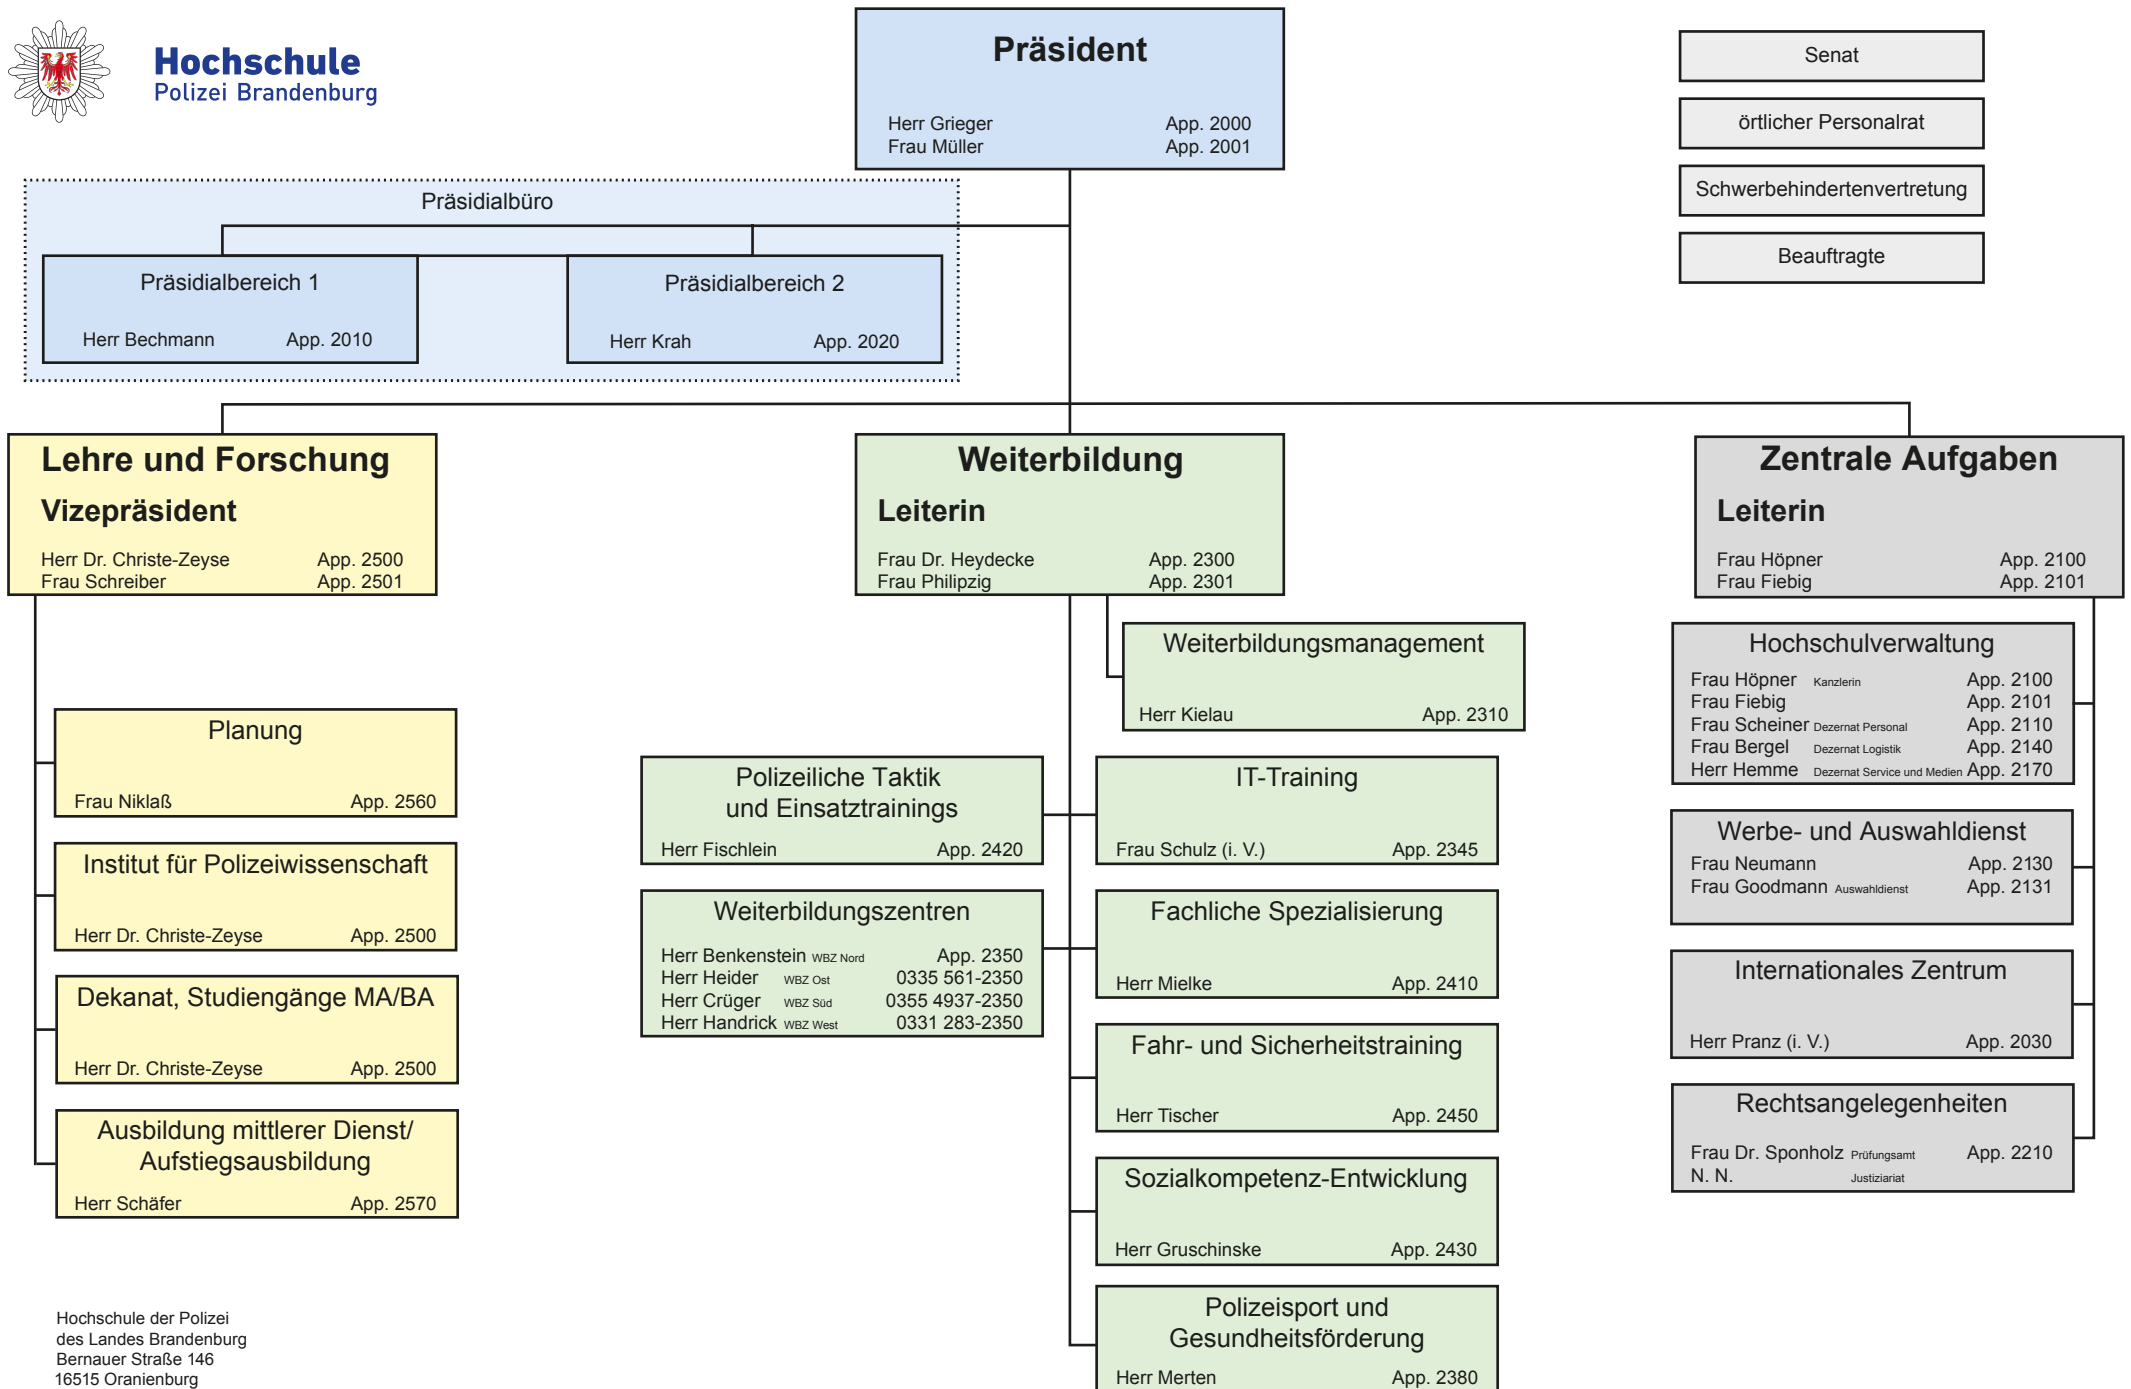 Hochschule
Polizei Brandenburg
Präsident
Herr Grieger App. 2000
Frau Müller App. 2001
Senat
örtlicher Personalrat
Schwerbehindertenvertretung
Beauftragte
Präsidialbüro
Präsidialbereich 1
Herr Bechmann App. 2010
Präsidialbereich 2
Herr Krah App. 2020
Lehre und Forschung
Vizepräsident
Herr Dr. Christe-Zeyse App. 2500
Frau Schreiber App. 2501
Planung
Frau Niklaß App. 2560
Institut für Polizeiwissenschaft
Herr Dr. Christe-Zeyse App. 2500
Dekanat, Studiengänge MA/BA
Herr Dr. Christe-Zeyse App. 2500
Ausbildung mittlerer Dienst/
Aufstiegsausbildung
Herr Schäfer App. 2570
Weiterbildung
Leiterin
Frau Dr. Heydecke App. 2300
Frau Philipzig App. 2301
Weiterbildungsmanagement
Herr Kielau App. 2310
Polizeiliche Taktik
und Einsatztrainings
Herr Fischlein App. 2420
IT-Training
Frau Schulz (i. V.) App. 2345
Weiterbildungszentren
Herr Benkenstein WBZ Nord App. 2350
Herr Heider WBZ Ost 0335 561-2350
Herr Crüger WBZ Süd 0355 4937-2350
Herr Handrick WBZ West 0331 283-2350
Fachliche Spezialisierung
Herr Mielke App. 2410
Fahr- und Sicherheitstraining
Herr Tischer App. 2450
Sozialkompetenz-Entwicklung
Herr Gruschinske App. 2430
Polizeisport und
Gesundheitsförderung
Herr Merten App. 2380
Zentrale Aufgaben
Leiterin
Frau Höpner App. 2100
Frau Fiebig App. 2101
Hochschulverwaltung
Frau Höpner Kanzlerin App. 2100
Frau Fiebig App. 2101
Frau Scheiner Dezernat Personal App. 2110
Frau Bergel Dezernat Logistik App. 2140
Herr Hemme Dezernat Service und Medien App. 2170
Werbe- und Auswahldienst
Frau Neumann App. 2130
Frau Goodmann Auswahldienst App. 2131
Internationales Zentrum
Herr Pranz (i. V.) App. 2030
Rechtsangelegenheiten
Frau Dr. Sponholz Prüfungsamt App. 2210
N. N. Justiziariat
Hochschule der Polizei
des Landes Brandenburg
Bernauer Straße 146
16515 Oranienburg